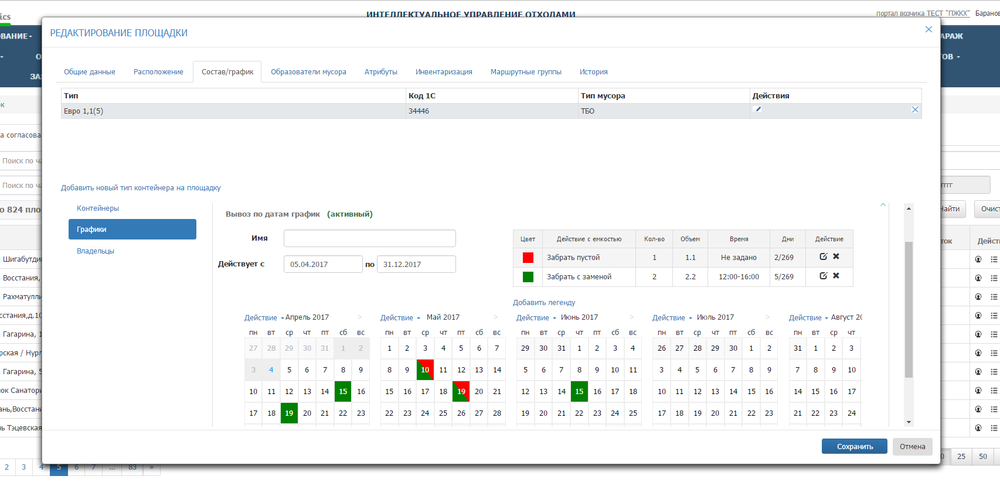 ics
ИНТЕЛЛЕКТУАЛЬНОЕ УПРАВЛЕНИЕ ОТХОДАМИ
портал возчика ТЕСТ "ПЖКХ" Баранов
ОВАНИЕ
АРАЖ
ТОВ
О
ЗА
РЕДАКТИРОВАНИЕ ПЛОЩАДКИ
Общие данные Расположение Состав/график Образователи мусора Атрибуты Инвентаризация Маршрутные группы История
Тип Код 1С Тип мусора Действия
Евро 1,1(5) 34446 ТБО
ок
а согласова
Поиск по ча
Поиск по ча
гггг
о 824 пло
Найти Очист
ток Действ
Шигабутди
Восстания,
Рахматулли
сстания,д.10
Гагарина, 1
рская / Нурл
Гагарина, 5
нок Санатори
ань,Восстани
нь Тэцевская
Добавить новый тип контейнера на площадку
Контейнеры
Графики
Владельцы
Вывоз по датам график (активный)
Имя
Действует с 05.04.2017 по 31.12.2017
Цвет Действие с емкостью Кол-во Объем Время Дни Действие
Забрать пустой 1 1.1 Не задано 2/269
Забрать с заменой 2 2.2 12:00-16:00 5/269
Добавить легенду
Действие Апрель 2017 >
пн вт ср чт пт сб вс
27 28 29 30 31 1 2
3 4 5 6 7 8 9
10 11 12 13 14 15 16
17 18 19 20 21 22 23
Действие Май 2017 >
пн вт ср чт пт сб вс
1 2 3 4 5 6 7
8 9 10 11 12 13 14
15 16 17 18 19 20 21
22 23 24 25 26 27 28
Действие Июнь 2017 >
пн вт ср чт пт сб вс
29 30 31 1 2 3 4
5 6 7 8 9 10 11
12 13 14 15 16 17 18
19 20 21 22 23 24 25
Действие Июль 2017 >
пн вт ср чт пт сб вс
26 27 28 29 30 1 2
3 4 5 6 7 8 9
10 11 12 13 14 15 16
17 18 19 20 21 22 23
Действие Август 20
пн вт ср чт
31 1 2 3
7 8 9 10
14 15 16 17
21 22 23 24
Сохранить Отмена
2 3 4 5 6 7 ... 83 »
0 25 50